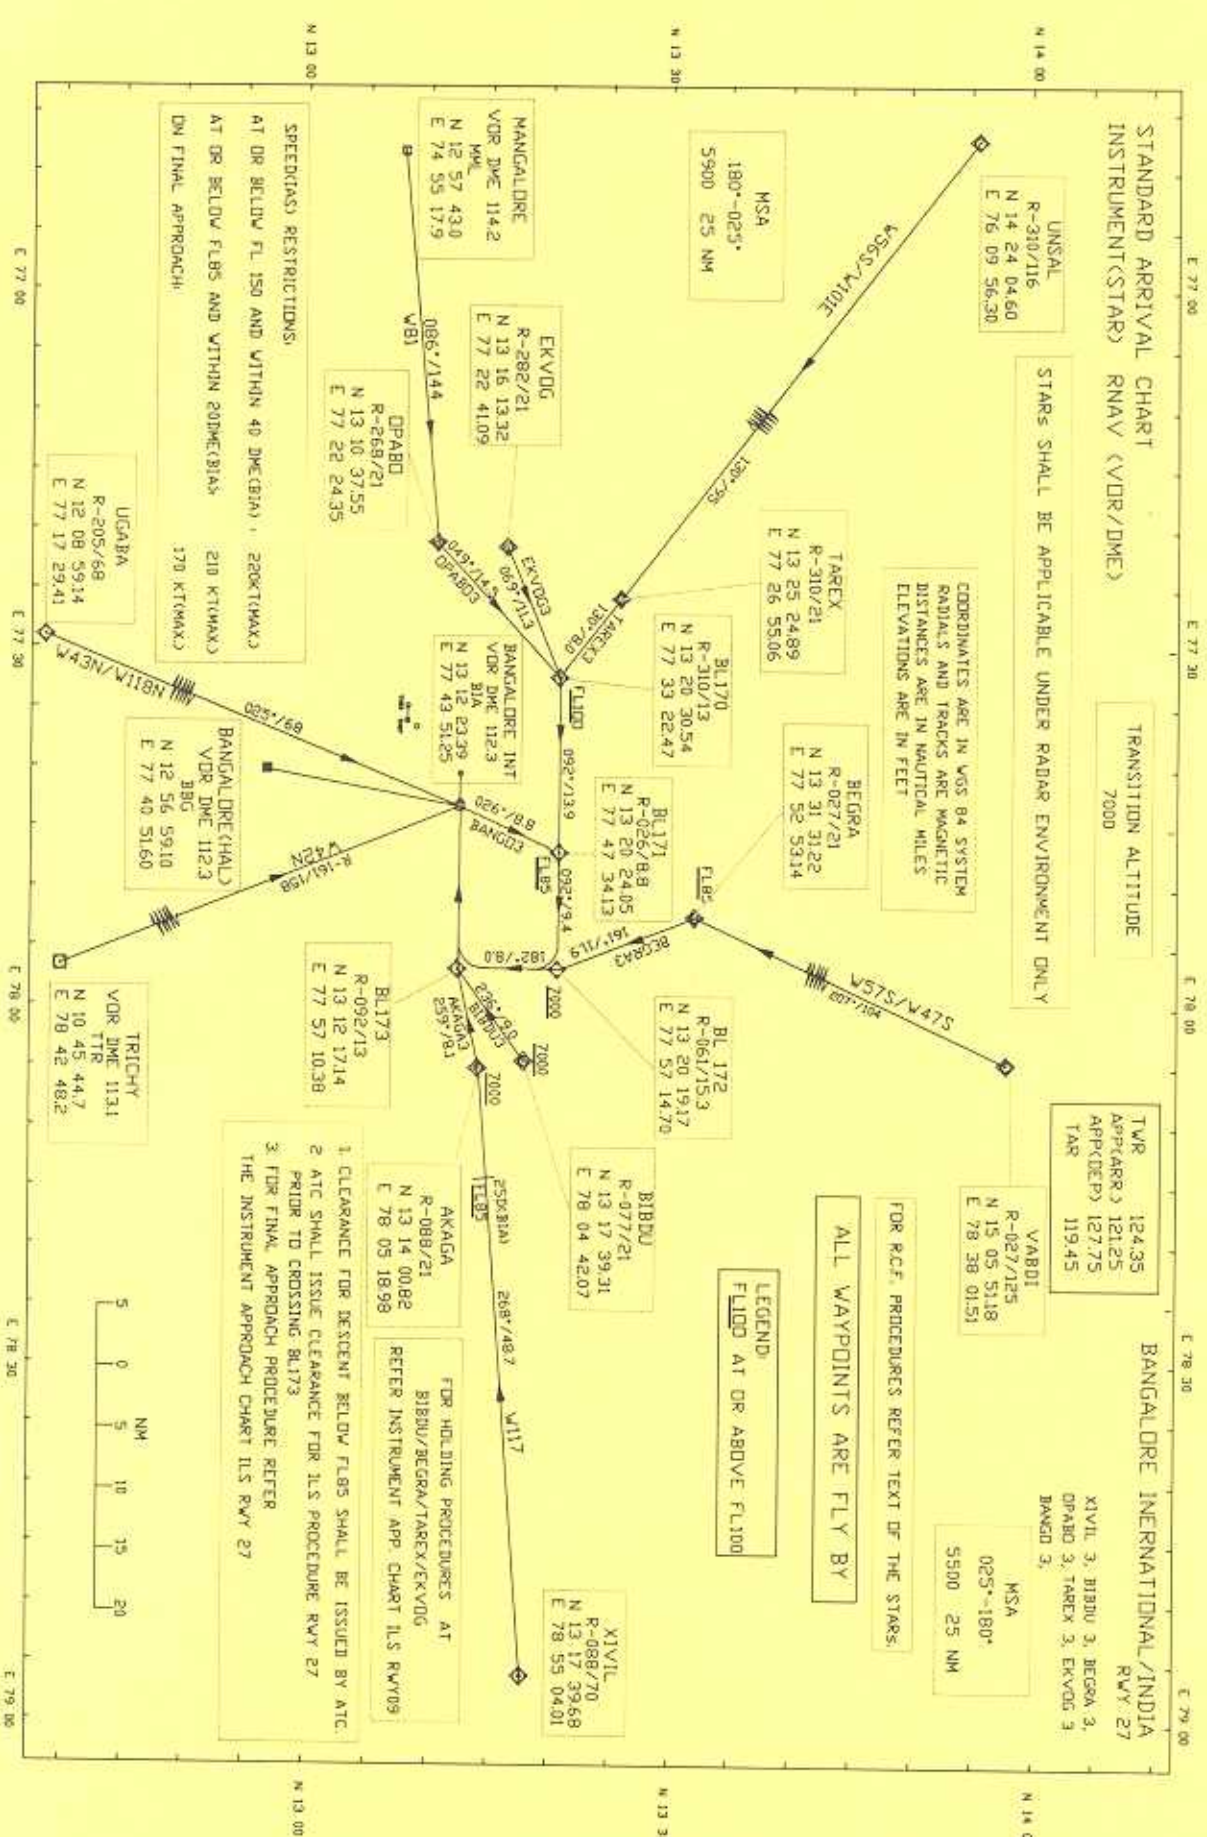 STANDARD ARRIVAL CHART
INSTRUMENT(STAR) RNAV (VOR/DME)
TRANSITION ALTITUDE
7000
BANGALORE INERNATIONAL/INDIA
RWY 27
XIVIL 3, BIBDU 3, BEGRA 3,
OPABO 3, TAREX 3, EKVOG 3
BANGO 3,
TWR 124.35
APP(ARR.) 121.25
APP(DEP) 127.75
TAR 119.45
STARs SHALL BE APPLICABLE UNDER RADAR ENVIRONMENT ONLY
COORDINATES ARE IN WGS 84 SYSTEM
RADIALS AND TRACKS ARE MAGNETIC
DISTANCES ARE IN NAUTICAL MILES
ELEVATIONS ARE IN FEET
UNSAL
R-310/116
N 14 24 04.60
E 76 09 56.30
VABDI
R-027/125
N 15 05 51.18
E 78 38 01.51
MSA
025°-180°
5500 25 NM
FOR R.C.F. PROCEDURES REFER TEXT OF THE STARs.
ALL WAYPOINTS ARE FLY BY
LEGEND:
FL100 AT OR ABOVE FL100
MSA
180°-025°
5900 25 NM
W56S/W101E
130°/95
W57S/W47S
207°/104
TAREX
R-310/21
N 13 25 24.89
E 77 26 55.06
BEGRA
R-027/21
N 13 31 31.22
E 77 52 53.14
FL85
BL170
R-310/13
N 13 20 30.54
E 77 33 22.47
BL171
R-026/8.8
N 13 20 24.05
E 77 47 34.13
BL 172
R-061/15.3
N 13 20 19.17
E 77 57 14.70
TAREX3
130°/8.0
BEGRA3
161°/11.9
EKVOG
R-282/21
N 13 16 13.32
E 77 22 41.09
EKVOG3
069°/11.3
FL100
092°/13.9
FL85
092°/9.4
7000
182°/8.0
BIBDU
R-077/21
N 13 17 39.31
E 78 04 42.07
XIVIL
R-088/70
N 13 17 39.68
E 78 55 04.01
MANGALORE
VOR DME 114.2
MML
N 12 57 43.0
E 74 55 17.9
086°/144
W81
OPABO
R-268/21
N 13 10 37.55
E 77 22 24.35
049°/14.9
OPABO3
BANGALORE INT
VOR DME 112.3
BIA
N 13 12 23.39
E 77 43 51.25
026°/8.8
BANGO3
7000
236°/9.0
BIBDU3
AKAGA3
259°/8.1
7000
25D(BIA)
FL85
268°/48.7
W117
BL173
R-092/13
N 13 12 17.14
E 77 57 10.38
AKAGA
R-088/21
N 13 14 00.82
E 78 05 18.98
FOR HOLDING PROCEDURES AT
BIBDU/BEGRA/TAREX/EKVOG
REFER INSTRUMENT APP. CHART ILS RWY09
SPEED(IAS) RESTRICTIONS:
AT OR BELOW FL 150 AND WITHIN 40 DME(BIA) : 220KT(MAX.)
AT OR BELOW FL85 AND WITHIN 20DME(BIA): 210 KT(MAX.)
ON FINAL APPROACH: 170 KT(MAX.)
UGABA
R-205/68
N 12 08 59.14
E 77 17 29.41
W43N/W118N
025°/68
BANGALORE(HAL)
VOR DME 112.3
BBG
N 12 56 59.10
E 77 40 51.60
W42N
R-161/158
TRICHY
VOR DME 113.1
TTR
N 10 45 44.7
E 78 42 48.2
1. CLEARANCE FOR DESCENT BELOW FL85 SHALL BE ISSUED BY ATC.
2 ATC SHALL ISSUE CLEARANCE FOR ILS PROCEDURE RWY 27
PRIOR TO CROSSING BL173
3. FOR FINAL APPROACH PROCEDURE REFER
THE INSTRUMENT APPROACH CHART ILS RWY 27
5 0 5 10 15 20
NM
E 77 00
E 77 30
E 78 00
E 78 30
E 79 00
E 77 00
E 77 30
E 78 00
E 78 30
E 79 00
N 14 00
N 13 30
N 13 00
N 14 0
N 13 3
N 13 00